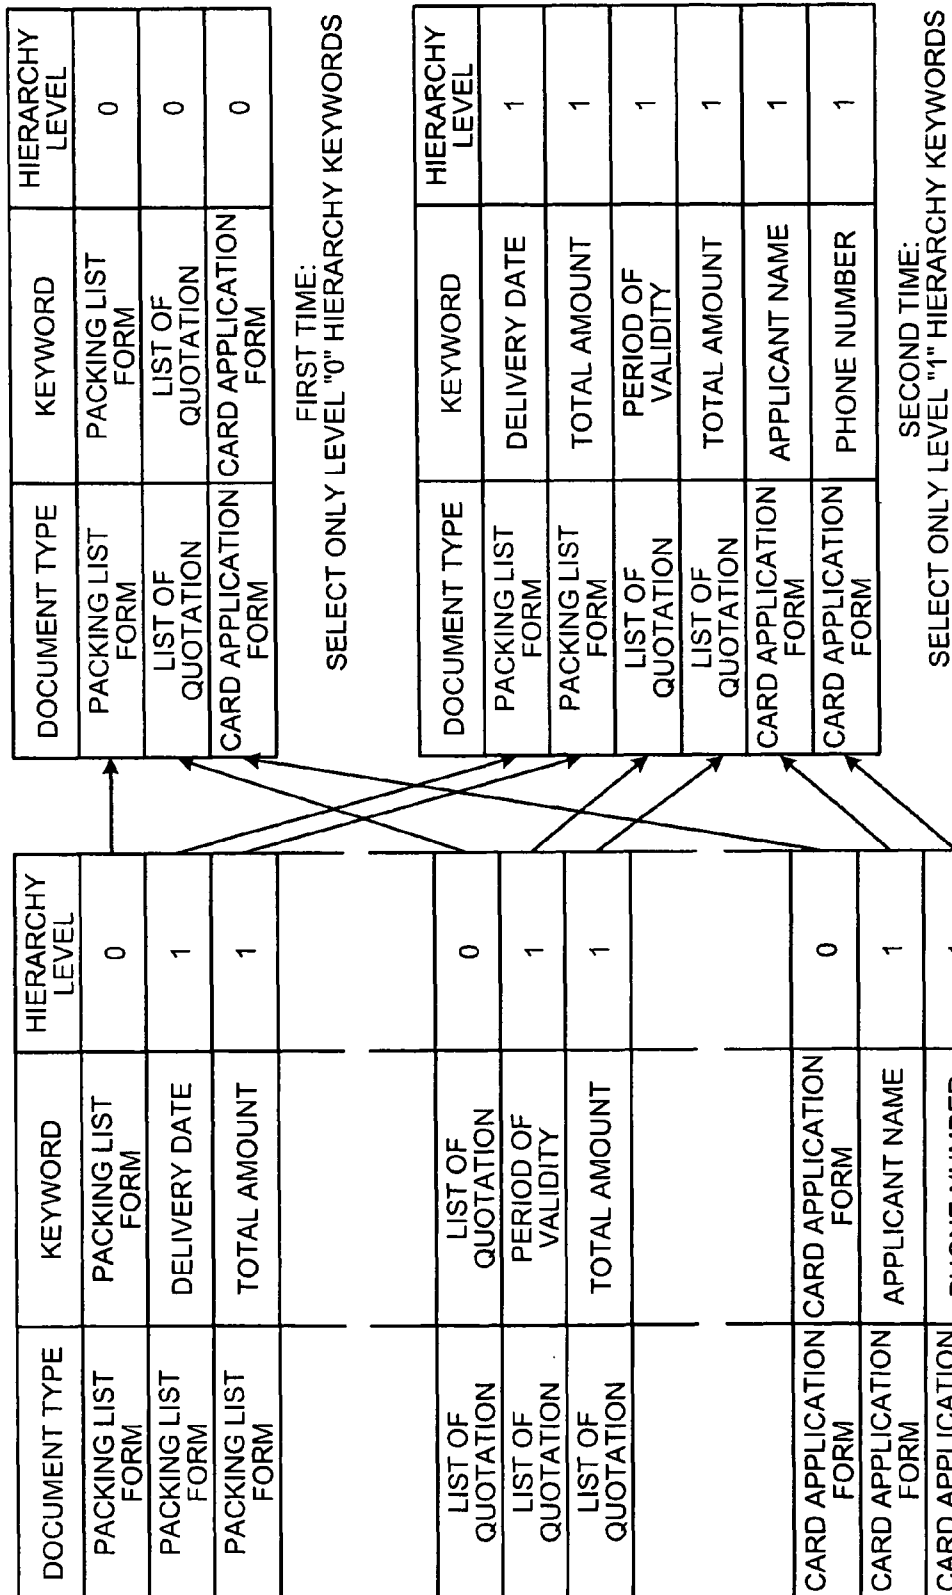 DOCUMENT TYPE
KEYWORD
HIERARCHY
LEVEL
PACKING LIST
FORM
PACKING LIST
FORM
0
PACKING LIST
FORM
DELIVERY DATE
1
PACKING LIST
FORM
TOTAL AMOUNT
1
LIST OF
QUOTATION
LIST OF
QUOTATION
0
LIST OF
QUOTATION
PERIOD OF
VALIDITY
1
LIST OF
QUOTATION
TOTAL AMOUNT
1
CARD APPLICATION
FORM
CARD APPLICATION
FORM
0
CARD APPLICATION
FORM
APPLICANT NAME
1
CARD APPLICATION
PHONE NUMBER
DOCUMENT TYPE
KEYWORD
HIERARCHY
LEVEL
PACKING LIST
FORM
PACKING LIST
FORM
0
LIST OF
QUOTATION
LIST OF
QUOTATION
0
CARD APPLICATION
FORM
CARD APPLICATION
FORM
0
FIRST TIME:
SELECT ONLY LEVEL "0" HIERARCHY KEYWORDS
DOCUMENT TYPE
KEYWORD
HIERARCHY
LEVEL
PACKING LIST
FORM
DELIVERY DATE
1
PACKING LIST
FORM
TOTAL AMOUNT
1
LIST OF
QUOTATION
PERIOD OF
VALIDITY
1
LIST OF
QUOTATION
TOTAL AMOUNT
1
CARD APPLICATION
FORM
APPLICANT NAME
1
CARD APPLICATION
FORM
PHONE NUMBER
1
SECOND TIME:
SELECT ONLY LEVEL "1" HIERARCHY KEYWORDS